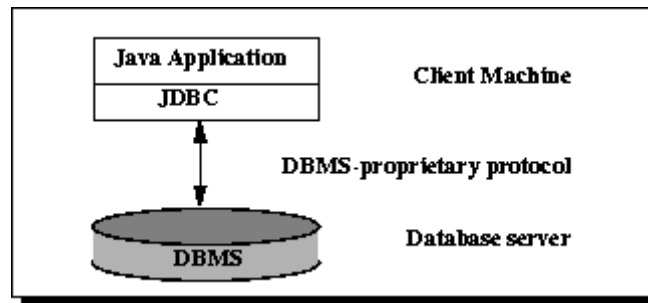 Java Application
Client Machine
JDBC
DBMS-proprietary protocol
Database server
DBMS